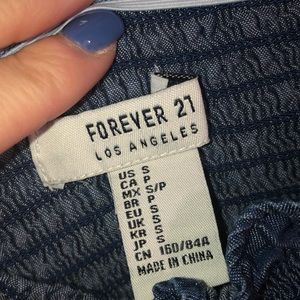 FOREVER 21
LOS ANGELES
US S
CA P
MX S/P
BR P
EU S
UK S
KR S
JP S
CN 160/84A
MADE IN CHINA